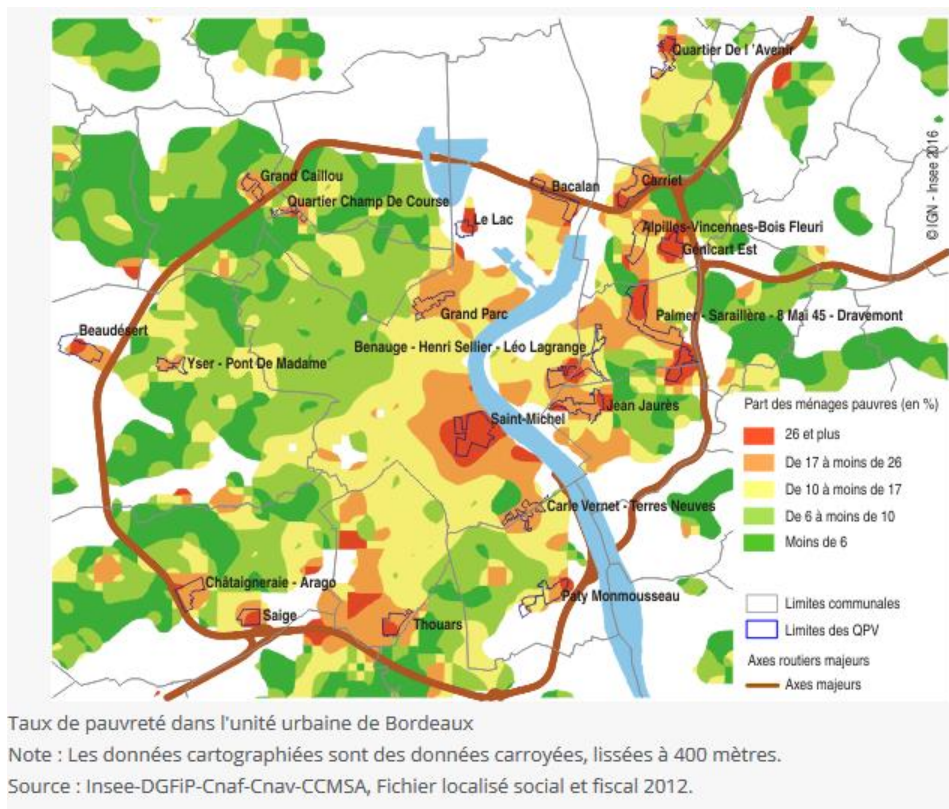 Quartier De l 'Avenir
© IGN - Insee 2016
Grand Caillou
Quartier Champ De Course
Bacalan
Carriet
Le Lac
Alpilles-Vincennes-Bois Fleuri
Génicart Est
Grand Parc
Palmer - Saraillère - 8 Mai 45 - Dravemont
Beaudésert
Benauge - Henri Sellier - Léo Lagrange
Yser - Pont De Madame
Jean Jaurès
Saint-Michel
Carle Vernet - Terres Neuves
Châtaigneraie - Arago
Paty Monmousseau
Saige
Thouars
Part des ménages pauvres (en %)
26 et plus
De 17 à moins de 26
De 10 à moins de 17
De 6 à moins de 10
Moins de 6
Limites communales
Limites des QPV
Axes routiers majeurs
Axes majeurs
Taux de pauvreté dans l'unité urbaine de Bordeaux
Note : Les données cartographiées sont des données carroyées, lissées à 400 mètres.
Source : Insee-DGFiP-Cnaf-Cnav-CCMSA, Fichier localisé social et fiscal 2012.